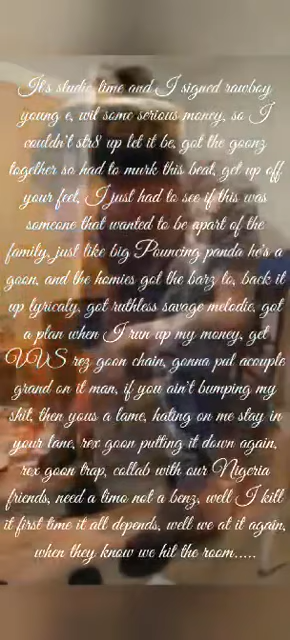 It's studio time and I signed rawboy
young e, wit some serious money, so I
couldn't str8 up let it be, got the goonz
together so had to murk this beat, get up off
your feet, I just had to see if this was
someone that wanted to be apart of the
family, just like big Pouncing panda he's a
goon, and the homies got the barz to, back it
up lyricaly, got ruthless savage melodie, got
a plan when I run up my money, get
VVS rez goon chain, gonna put acouple
grand on it man, if you ain't bumping my
shit, then yous a lame, hating on me stay in
your lane, rex goon putting it down again,
rex goon trap, collab with our Nigeria
friends, need a limo not a benz, well I kill
it first time it all depends, well we at it again,
when they know we hit the room.....